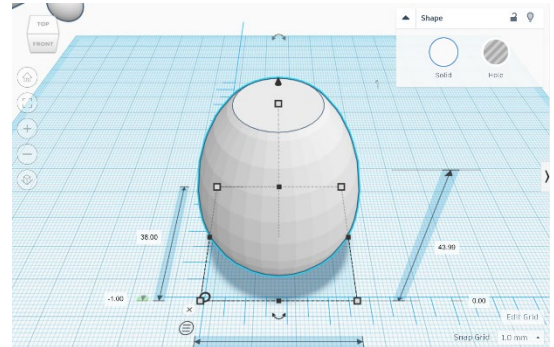 TOP
FRONT
Shape
Solid
Hole
38.00
43.99
-1.00
0.00
Edit Grid
Snap Grid 1.0 mm